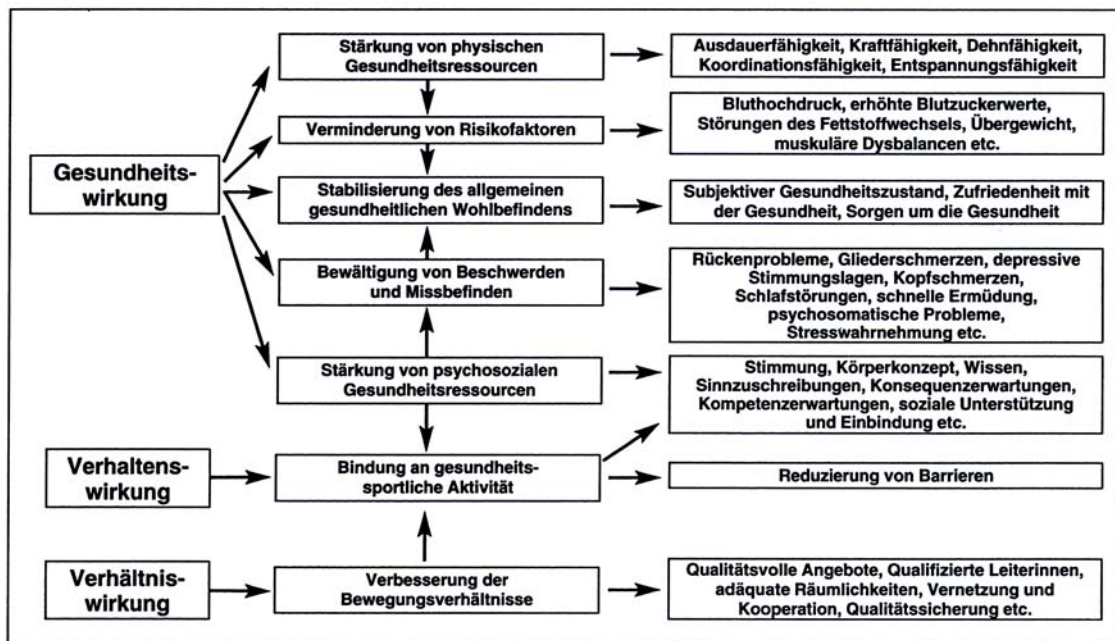 Stärkung von physischen
Gesundheitsressourcen
Ausdauerfähigkeit, Kraftfähigkeit, Dehnfähigkeit,
Koordinationsfähigkeit, Entspannungsfähigkeit
Verminderung von Risikofaktoren
Bluthochdruck, erhöhte Blutzuckerwerte,
Störungen des Fettstoffwechsels, Übergewicht,
muskuläre Dysbalancen etc.
Gesundheits-
wirkung
Stabilisierung des allgemeinen
gesundheitlichen Wohlbefindens
Subjektiver Gesundheitszustand, Zufriedenheit mit
der Gesundheit, Sorgen um die Gesundheit
Bewältigung von Beschwerden
und Missbefinden
Rückenprobleme, Gliederschmerzen, depressive
Stimmungslagen, Kopfschmerzen,
Schlafstörungen, schnelle Ermüdung,
psychosomatische Probleme,
Stresswahrnehmung etc.
Stärkung von psychosozialen
Gesundheitsressourcen
Stimmung, Körperkonzept, Wissen,
Sinnzuschreibungen, Konsequenzerwartungen,
Kompetenzerwartungen, soziale Unterstützung
und Einbindung etc.
Verhaltens-
wirkung
Bindung an gesundheits-
sportliche Aktivität
Reduzierung von Barrieren
Verhältnis-
wirkung
Verbesserung der
Bewegungsverhältnisse
Qualitätsvolle Angebote, Qualifizierte Leiterinnen,
adäquate Räumlichkeiten, Vernetzung und
Kooperation, Qualitätssicherung etc.